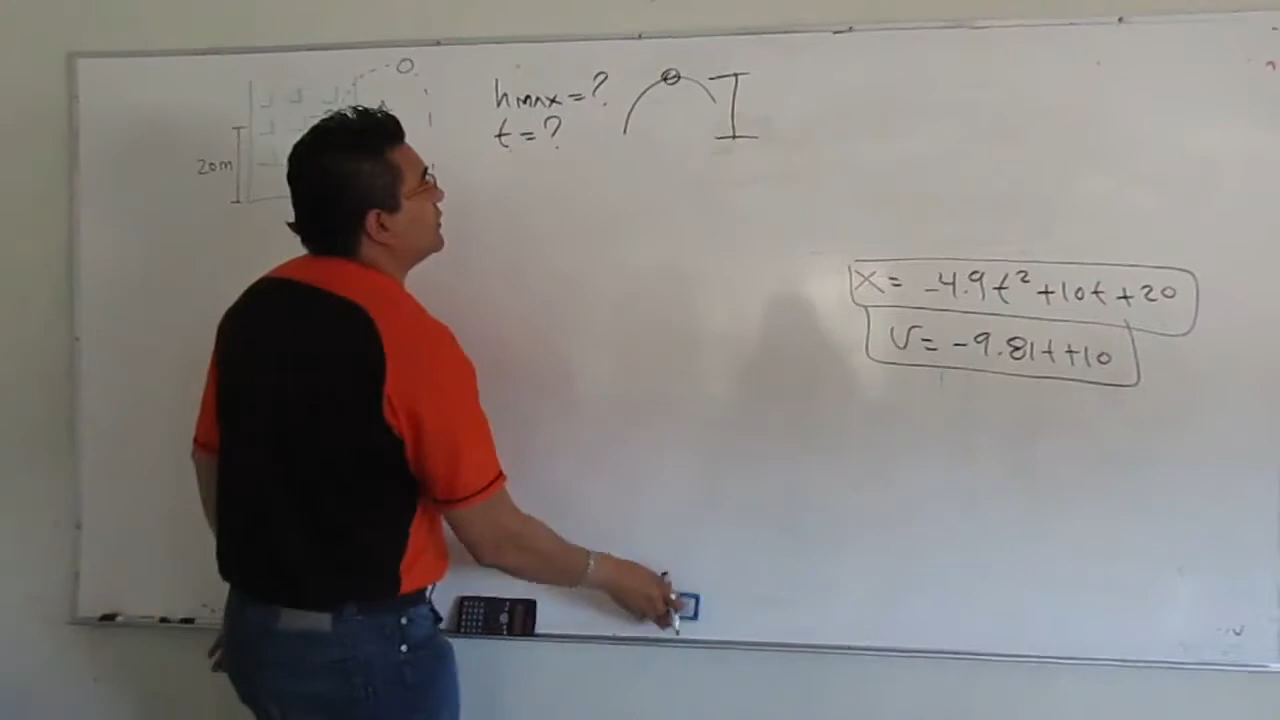 20m
hmax = ?
t = ?
X = -4.9t² +10t +20
V = -9.81t +10